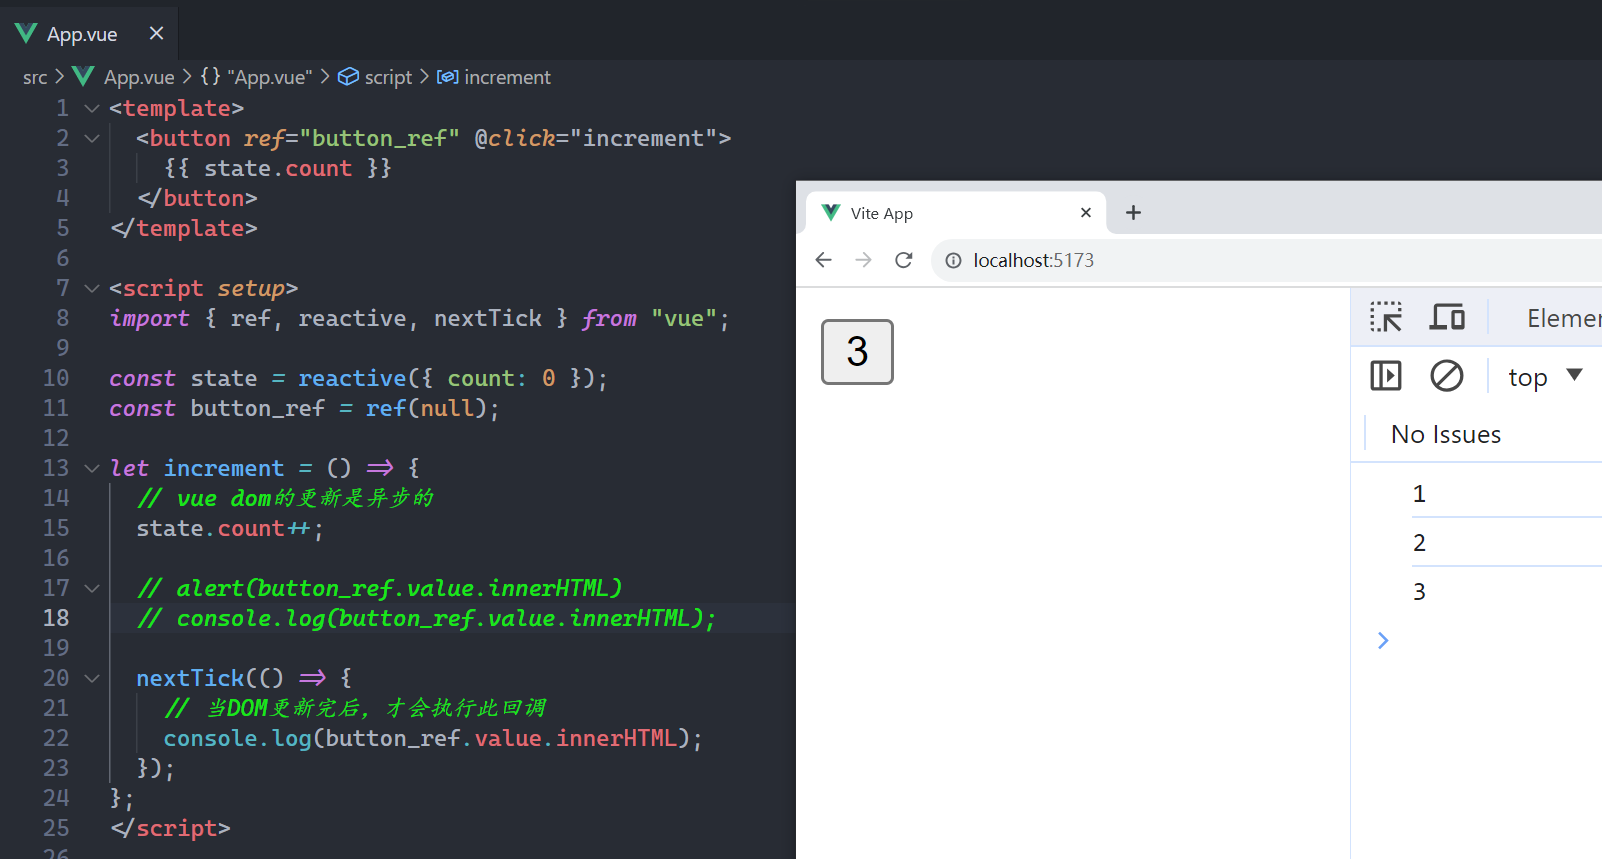 App.vue
src > App.vue > {} "App.vue" > script > increment
1 <template>
2 <button ref="button_ref" @click="increment">
3 {{ state.count }}
4 </button>
5 </template>
6
7 <script setup>
8 import { ref, reactive, nextTick } from "vue";
9
10 const state = reactive({ count: 0 });
11 const button_ref = ref(null);
12
13 let increment = () => {
14 // vue dom的更新是异步的
15 state.count++;
16
17 // alert(button_ref.value.innerHTML)
18 // console.log(button_ref.value.innerHTML);
19
20 nextTick(() => {
21 // 当DOM更新完后，才会执行此回调
22 console.log(button_ref.value.innerHTML);
23 });
24 };
25 </script>
26
Vite App
localhost:5173
3
Elemen
top
No Issues
1
2
3